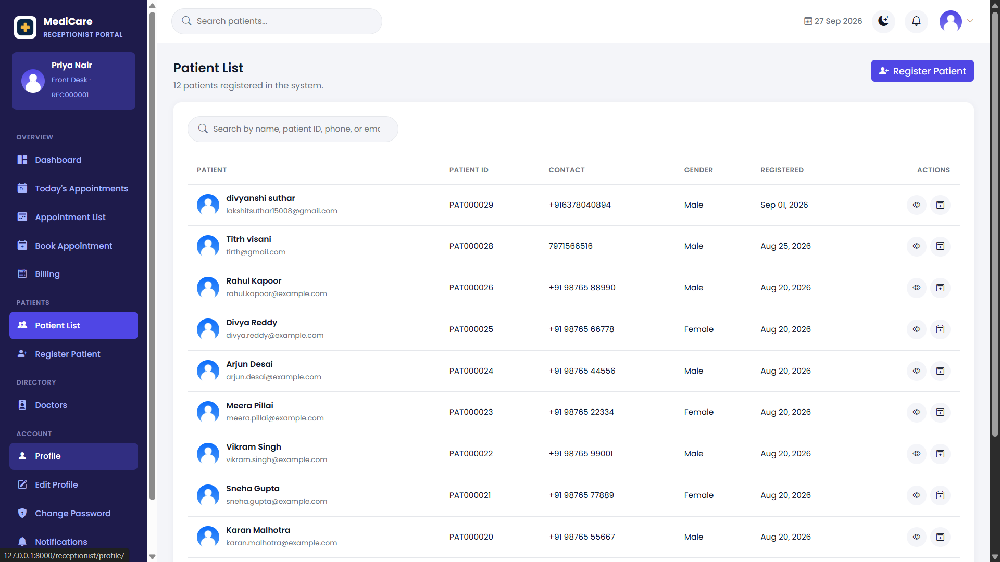 MediCare
RECEPTIONIST PORTAL
Priya Nair
Front Desk ·
REC000001
OVERVIEW
Dashboard
Fri
Today's Appointments
Appointment List
Book Appointment
Billing
PATIENTS
Patient List
Register Patient
DIRECTORY
Doctors
ACCOUNT
Profile
Edit Profile
Change Password
Notifications
127.0.0.1:8000/receptionist/profile/
Search patients...
27 Sep 2026
Patient List
12 patients registered in the system.
Register Patient
Search by name, patient ID, phone, or ema
PATIENT PATIENT ID CONTACT GENDER REGISTERED ACTIONS
divyanshi suthar
lakshitsuthar15008@gmail.com
PAT000029 +916378040894 Male Sep 01, 2026
Titrh visani
tirth@gmail.com
PAT000028 7971566516 Male Aug 25, 2026
Rahul Kapoor
rahul.kapoor@example.com
PAT000026 +91 98765 88990 Male Aug 20, 2026
Divya Reddy
divya.reddy@example.com
PAT000025 +91 98765 66778 Female Aug 20, 2026
Arjun Desai
arjun.desai@example.com
PAT000024 +91 98765 44556 Male Aug 20, 2026
Meera Pillai
meera.pillai@example.com
PAT000023 +91 98765 22334 Female Aug 20, 2026
Vikram Singh
vikram.singh@example.com
PAT000022 +91 98765 99001 Male Aug 20, 2026
Sneha Gupta
sneha.gupta@example.com
PAT000021 +91 98765 77889 Female Aug 20, 2026
Karan Malhotra
karan.malhotra@example.com
PAT000020 +91 98765 55667 Male Aug 20, 2026